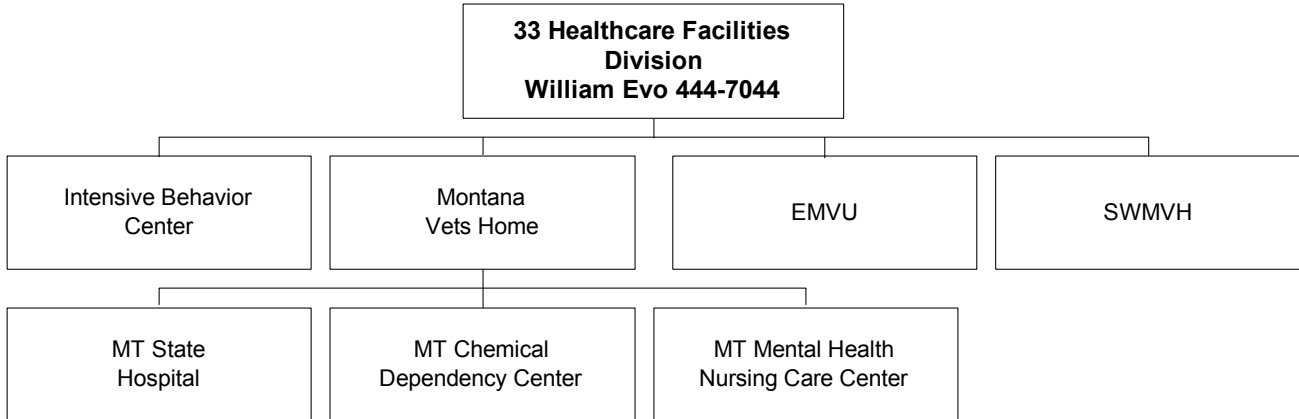 33 Healthcare Facilities
Division
William Evo 444-7044
Intensive Behavior
Center
Montana
Vets Home
EMVU
SWMVH
MT State
Hospital
MT Chemical
Dependency Center
MT Mental Health
Nursing Care Center